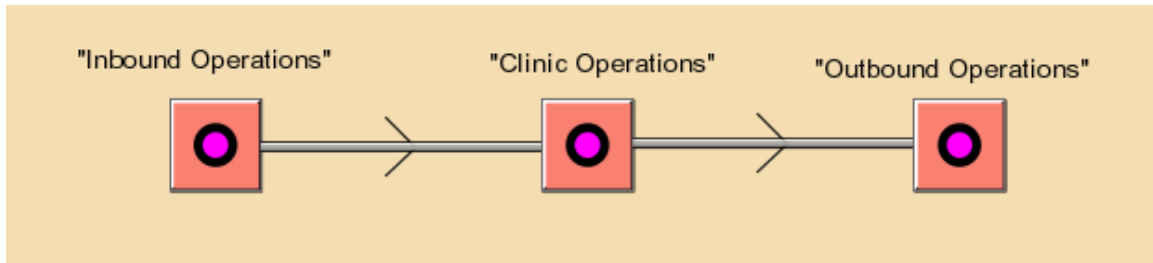 "Inbound Operations"
"Clinic Operations"
"Outbound Operations"